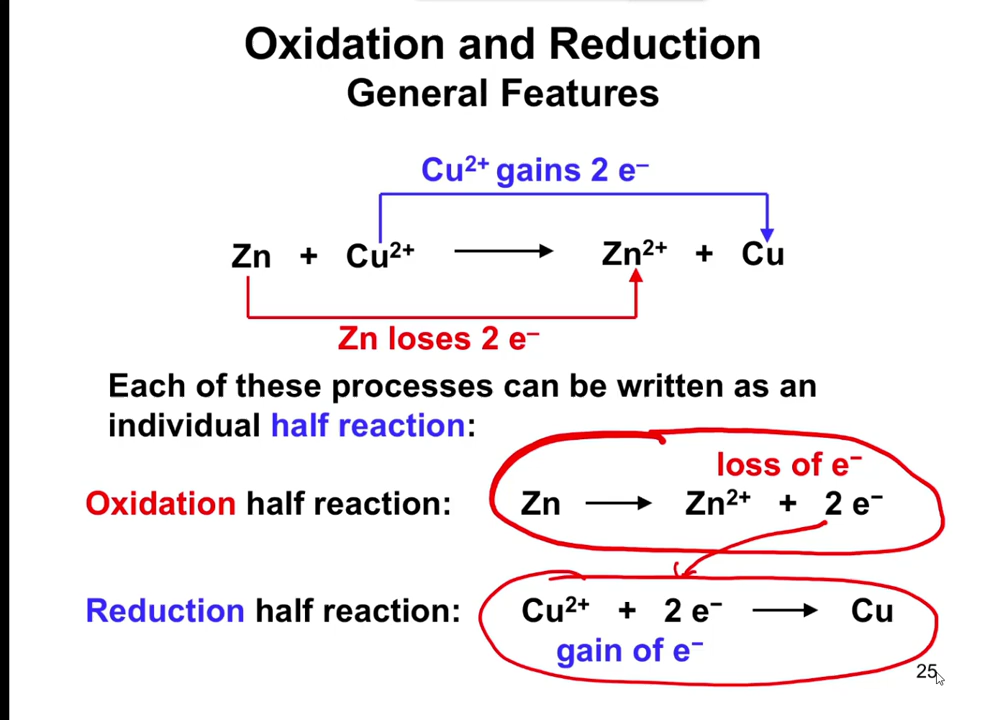 Oxidation and Reduction
General Features
Cu²⁺ gains 2 e⁻
Zn + Cu²⁺ ⟶ Zn²⁺ + Cu
Zn loses 2 e⁻
Each of these processes can be written as an
individual half reaction:
loss of e⁻
Oxidation half reaction: Zn ⟶ Zn²⁺ + 2 e⁻
Reduction half reaction: Cu²⁺ + 2 e⁻ ⟶ Cu
gain of e⁻
25